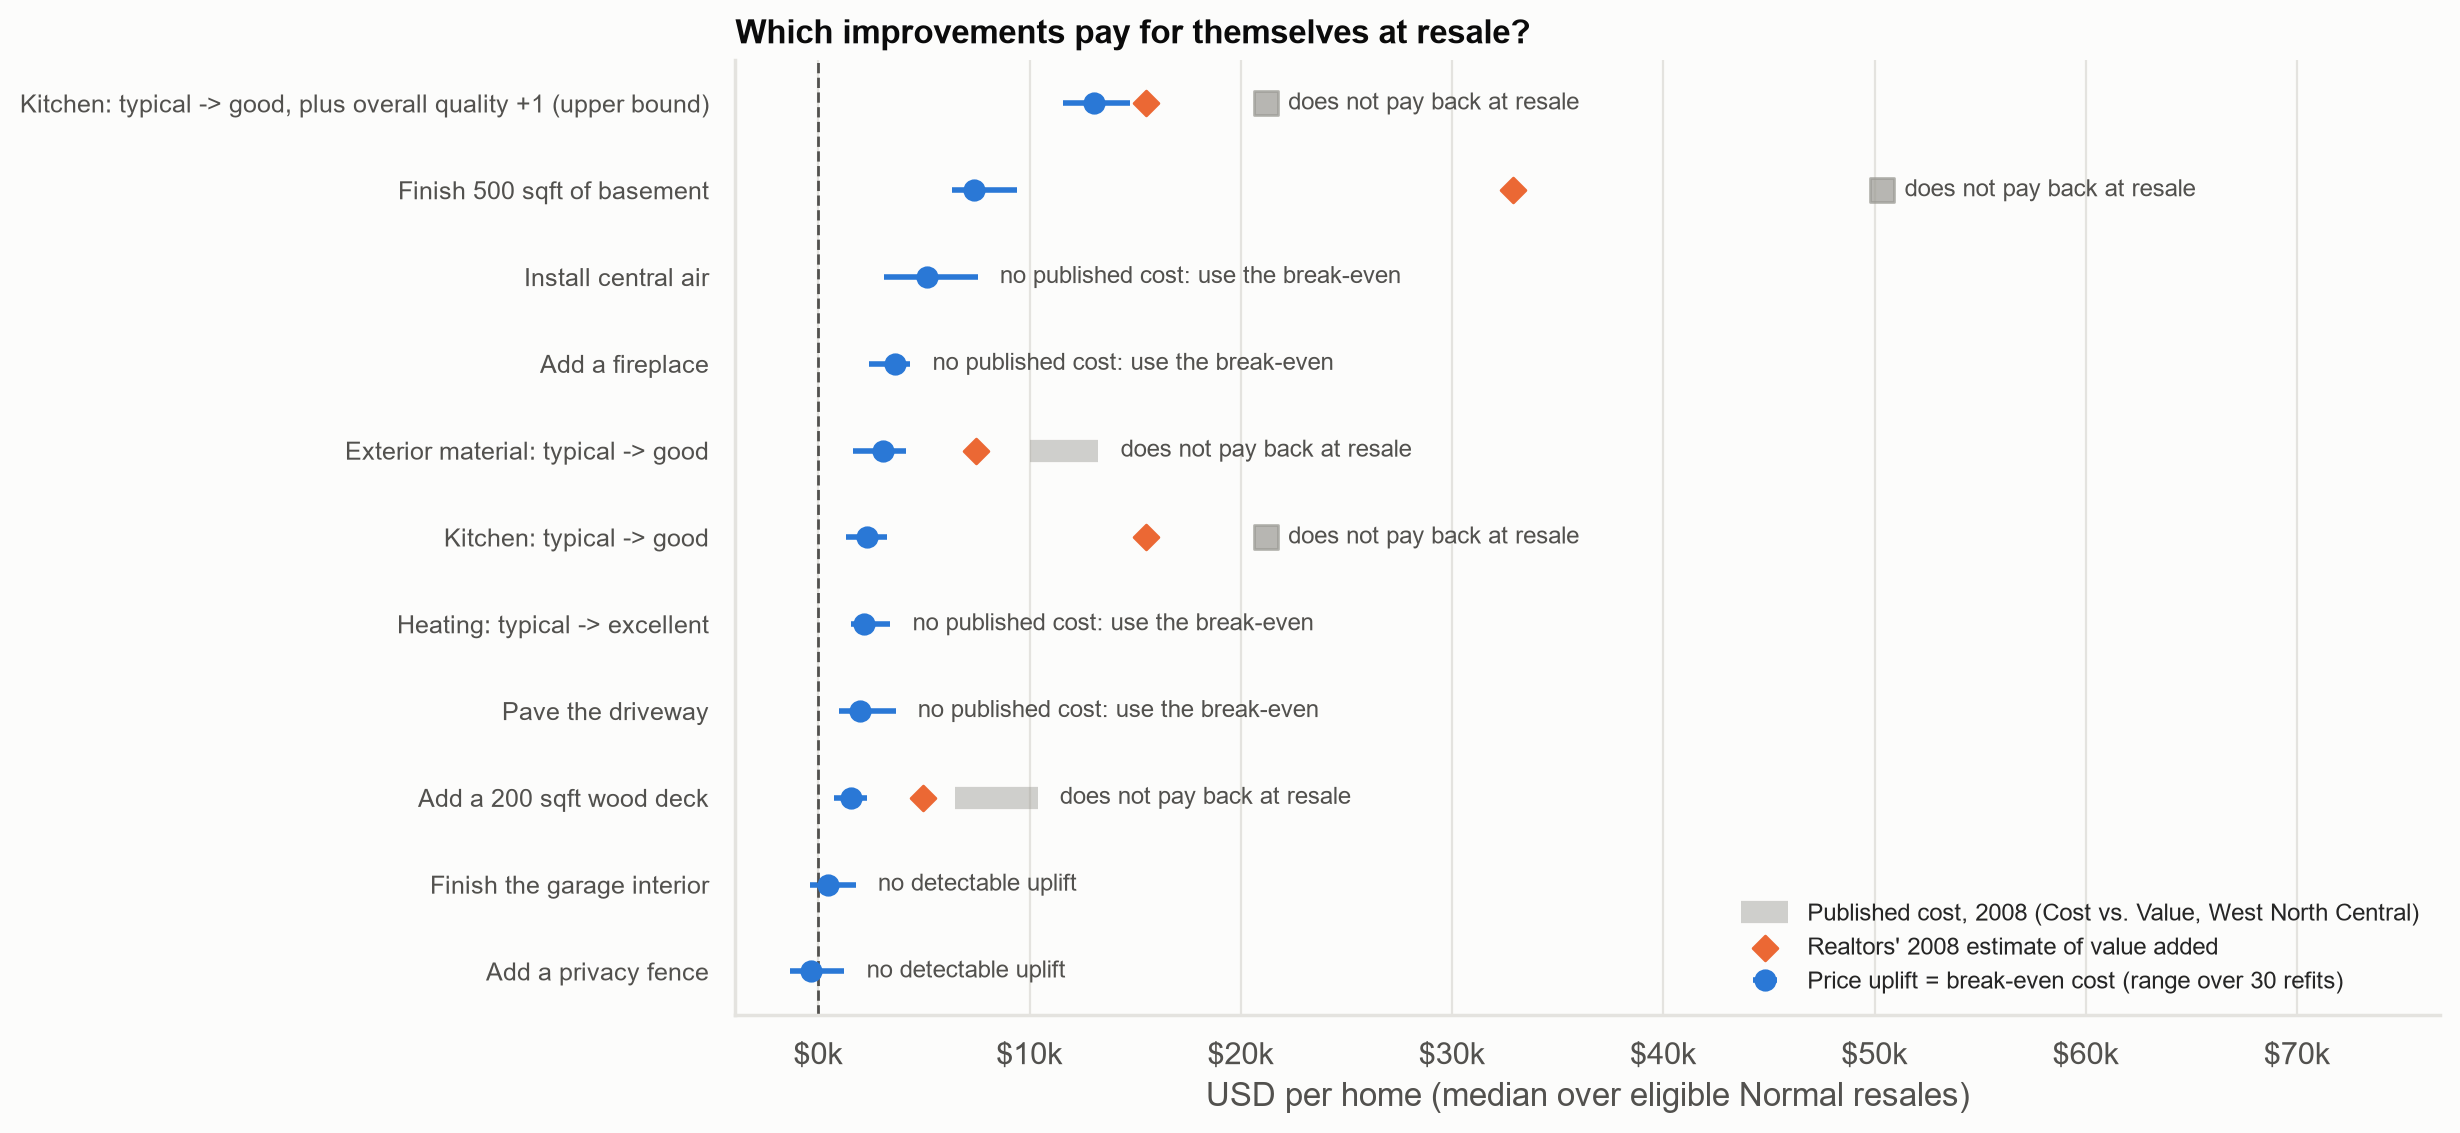 Which improvements pay for themselves at resale?
Kitchen: typical -> good, plus overall quality +1 (upper bound)
does not pay back at resale
Finish 500 sqft of basement
does not pay back at resale
Install central air
no published cost: use the break-even
Add a fireplace
no published cost: use the break-even
Exterior material: typical -> good
does not pay back at resale
Kitchen: typical -> good
does not pay back at resale
Heating: typical -> excellent
no published cost: use the break-even
Pave the driveway
no published cost: use the break-even
Add a 200 sqft wood deck
does not pay back at resale
Finish the garage interior
no detectable uplift
Add a privacy fence
no detectable uplift
Published cost, 2008 (Cost vs. Value, West North Central)
Realtors' 2008 estimate of value added
Price uplift = break-even cost (range over 30 refits)
$0k $10k $20k $30k $40k $50k $60k $70k
USD per home (median over eligible Normal resales)